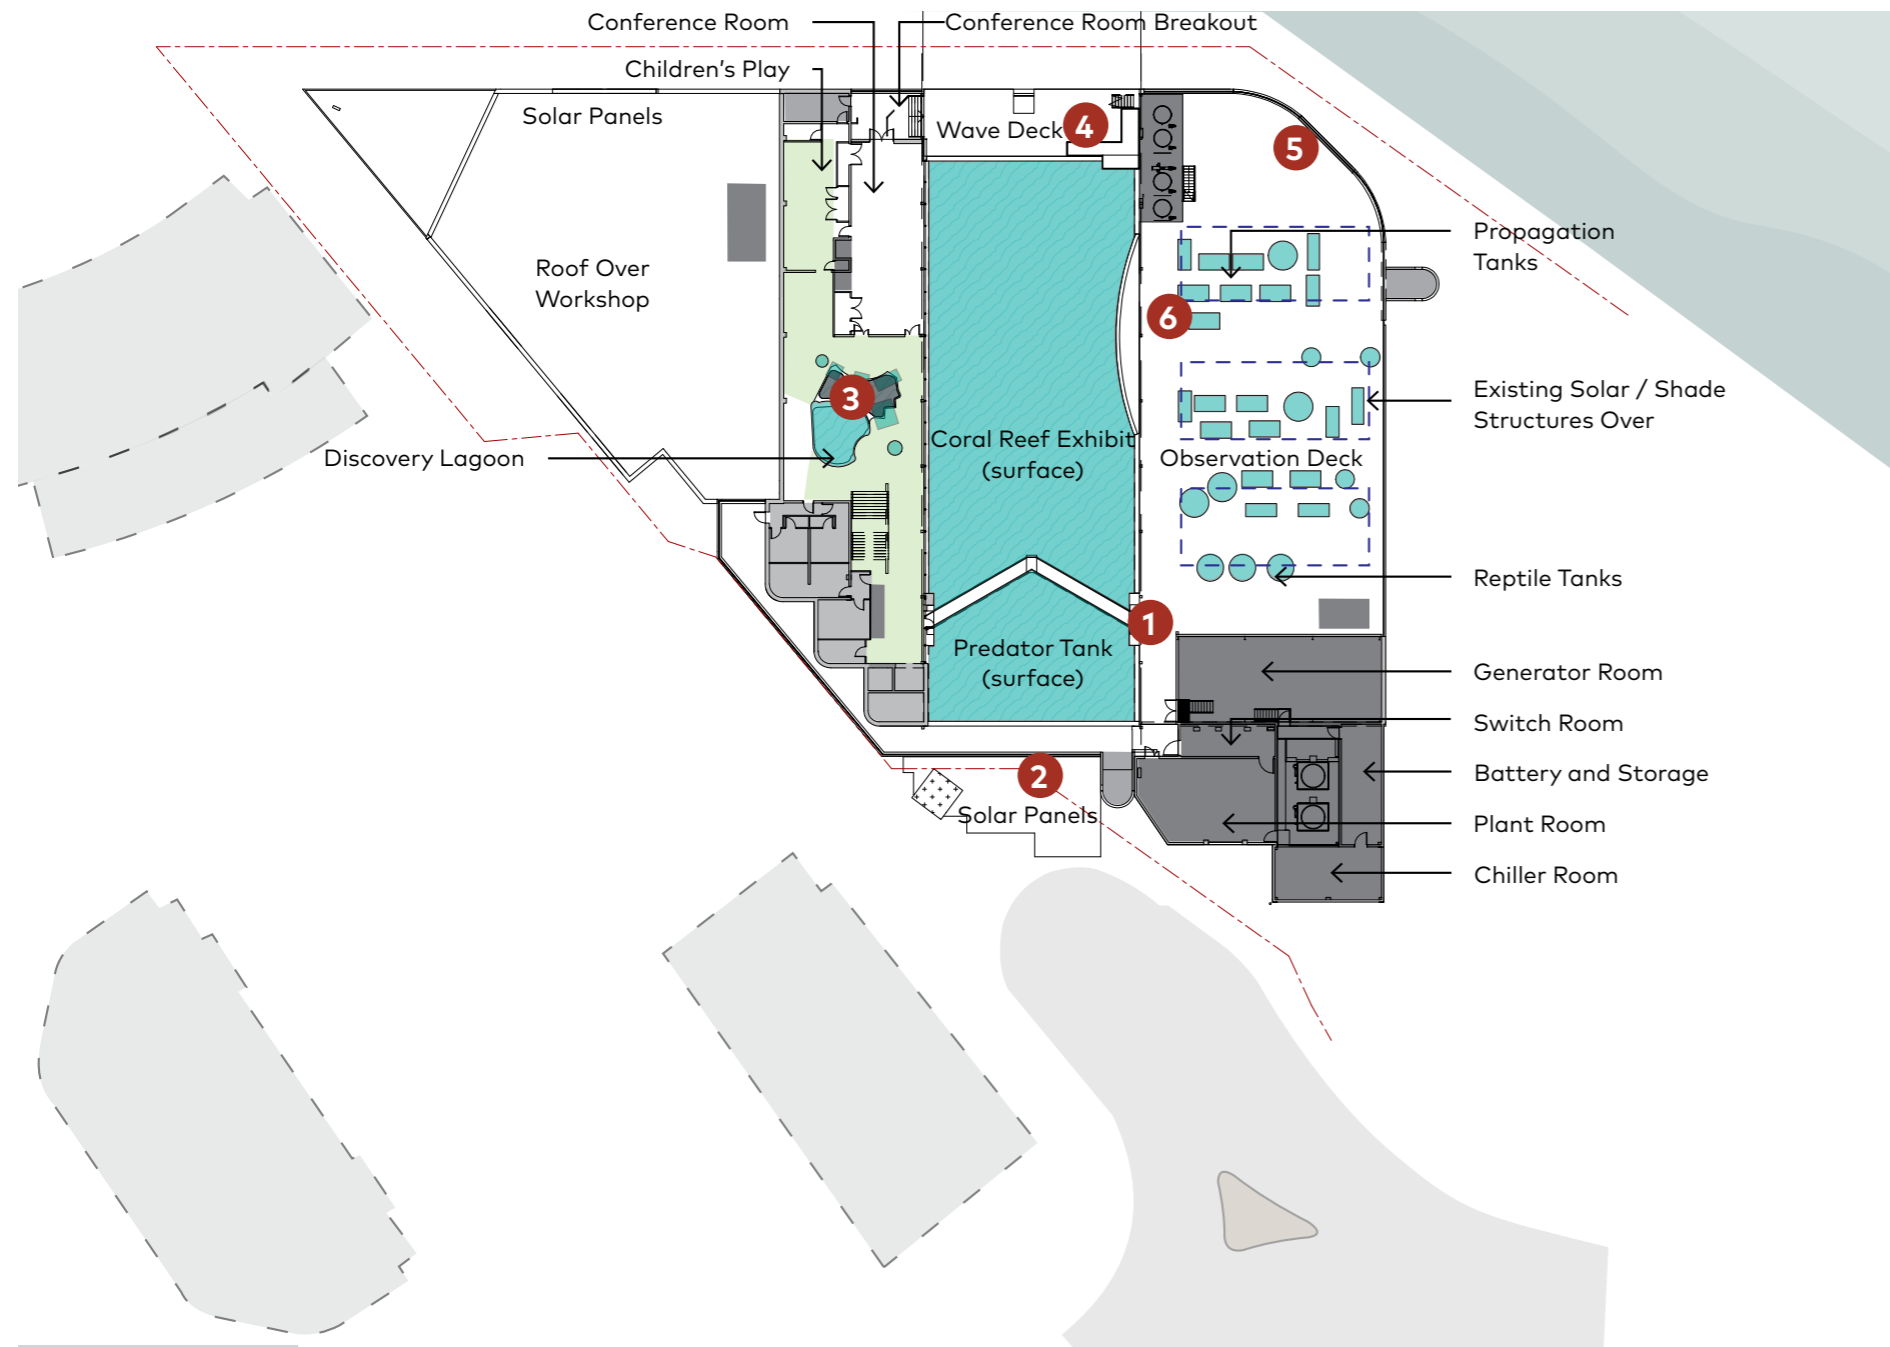 Conference Room
Conference Room Breakout
Children's Play
Solar Panels
Wave Deck
4
5
Roof Over
Workshop
Propagation
Tanks
6
3
Existing Solar / Shade
Structures Over
Coral Reef Exhibit
(surface)
Discovery Lagoon
Observation Deck
Reptile Tanks
1
Predator Tank
(surface)
Generator Room
Switch Room
2
Battery and Storage
Solar Panels
Plant Room
Chiller Room